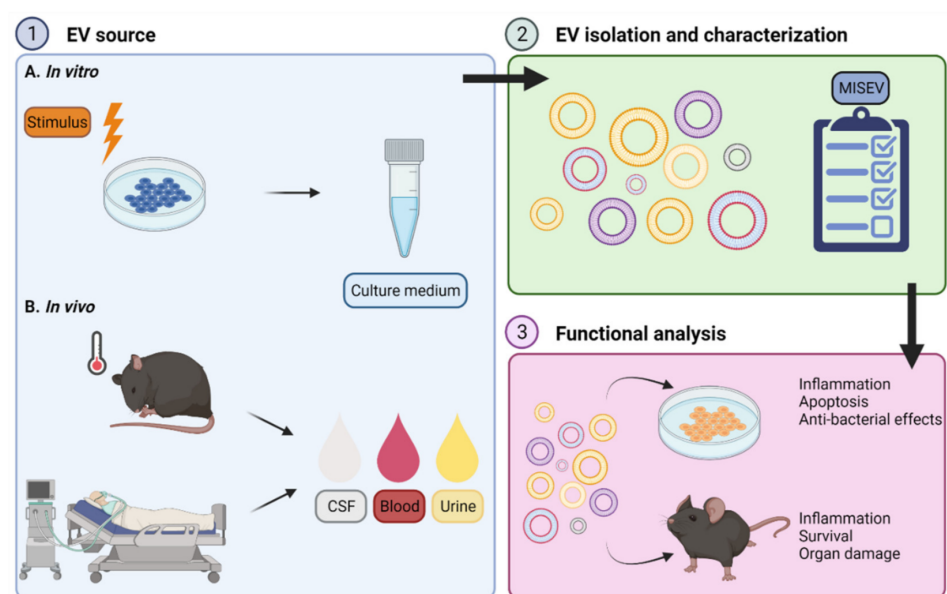 1 EV source
A. In vitro
Stimulus
Culture medium
B. In vivo
CSF Blood Urine
2 EV isolation and characterization
MISEV
3 Functional analysis
Inflammation
Apoptosis
Anti-bacterial effects
Inflammation
Survival
Organ damage